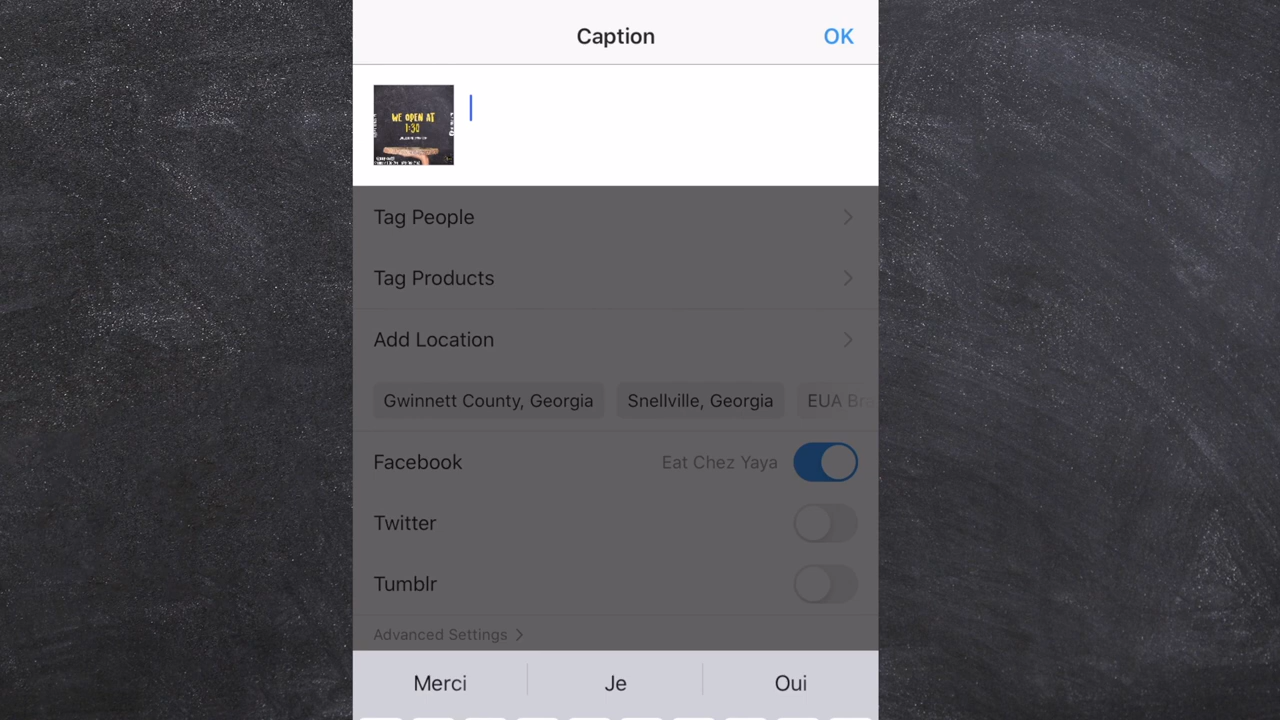 Caption
OK
WE OPEN AT
1:30
Tag People
Tag Products
Add Location
Gwinnett County, Georgia
Snellville, Georgia
EUA Bra
Facebook
Eat Chez Yaya
Twitter
Tumblr
Advanced Settings
Merci
Je
Oui